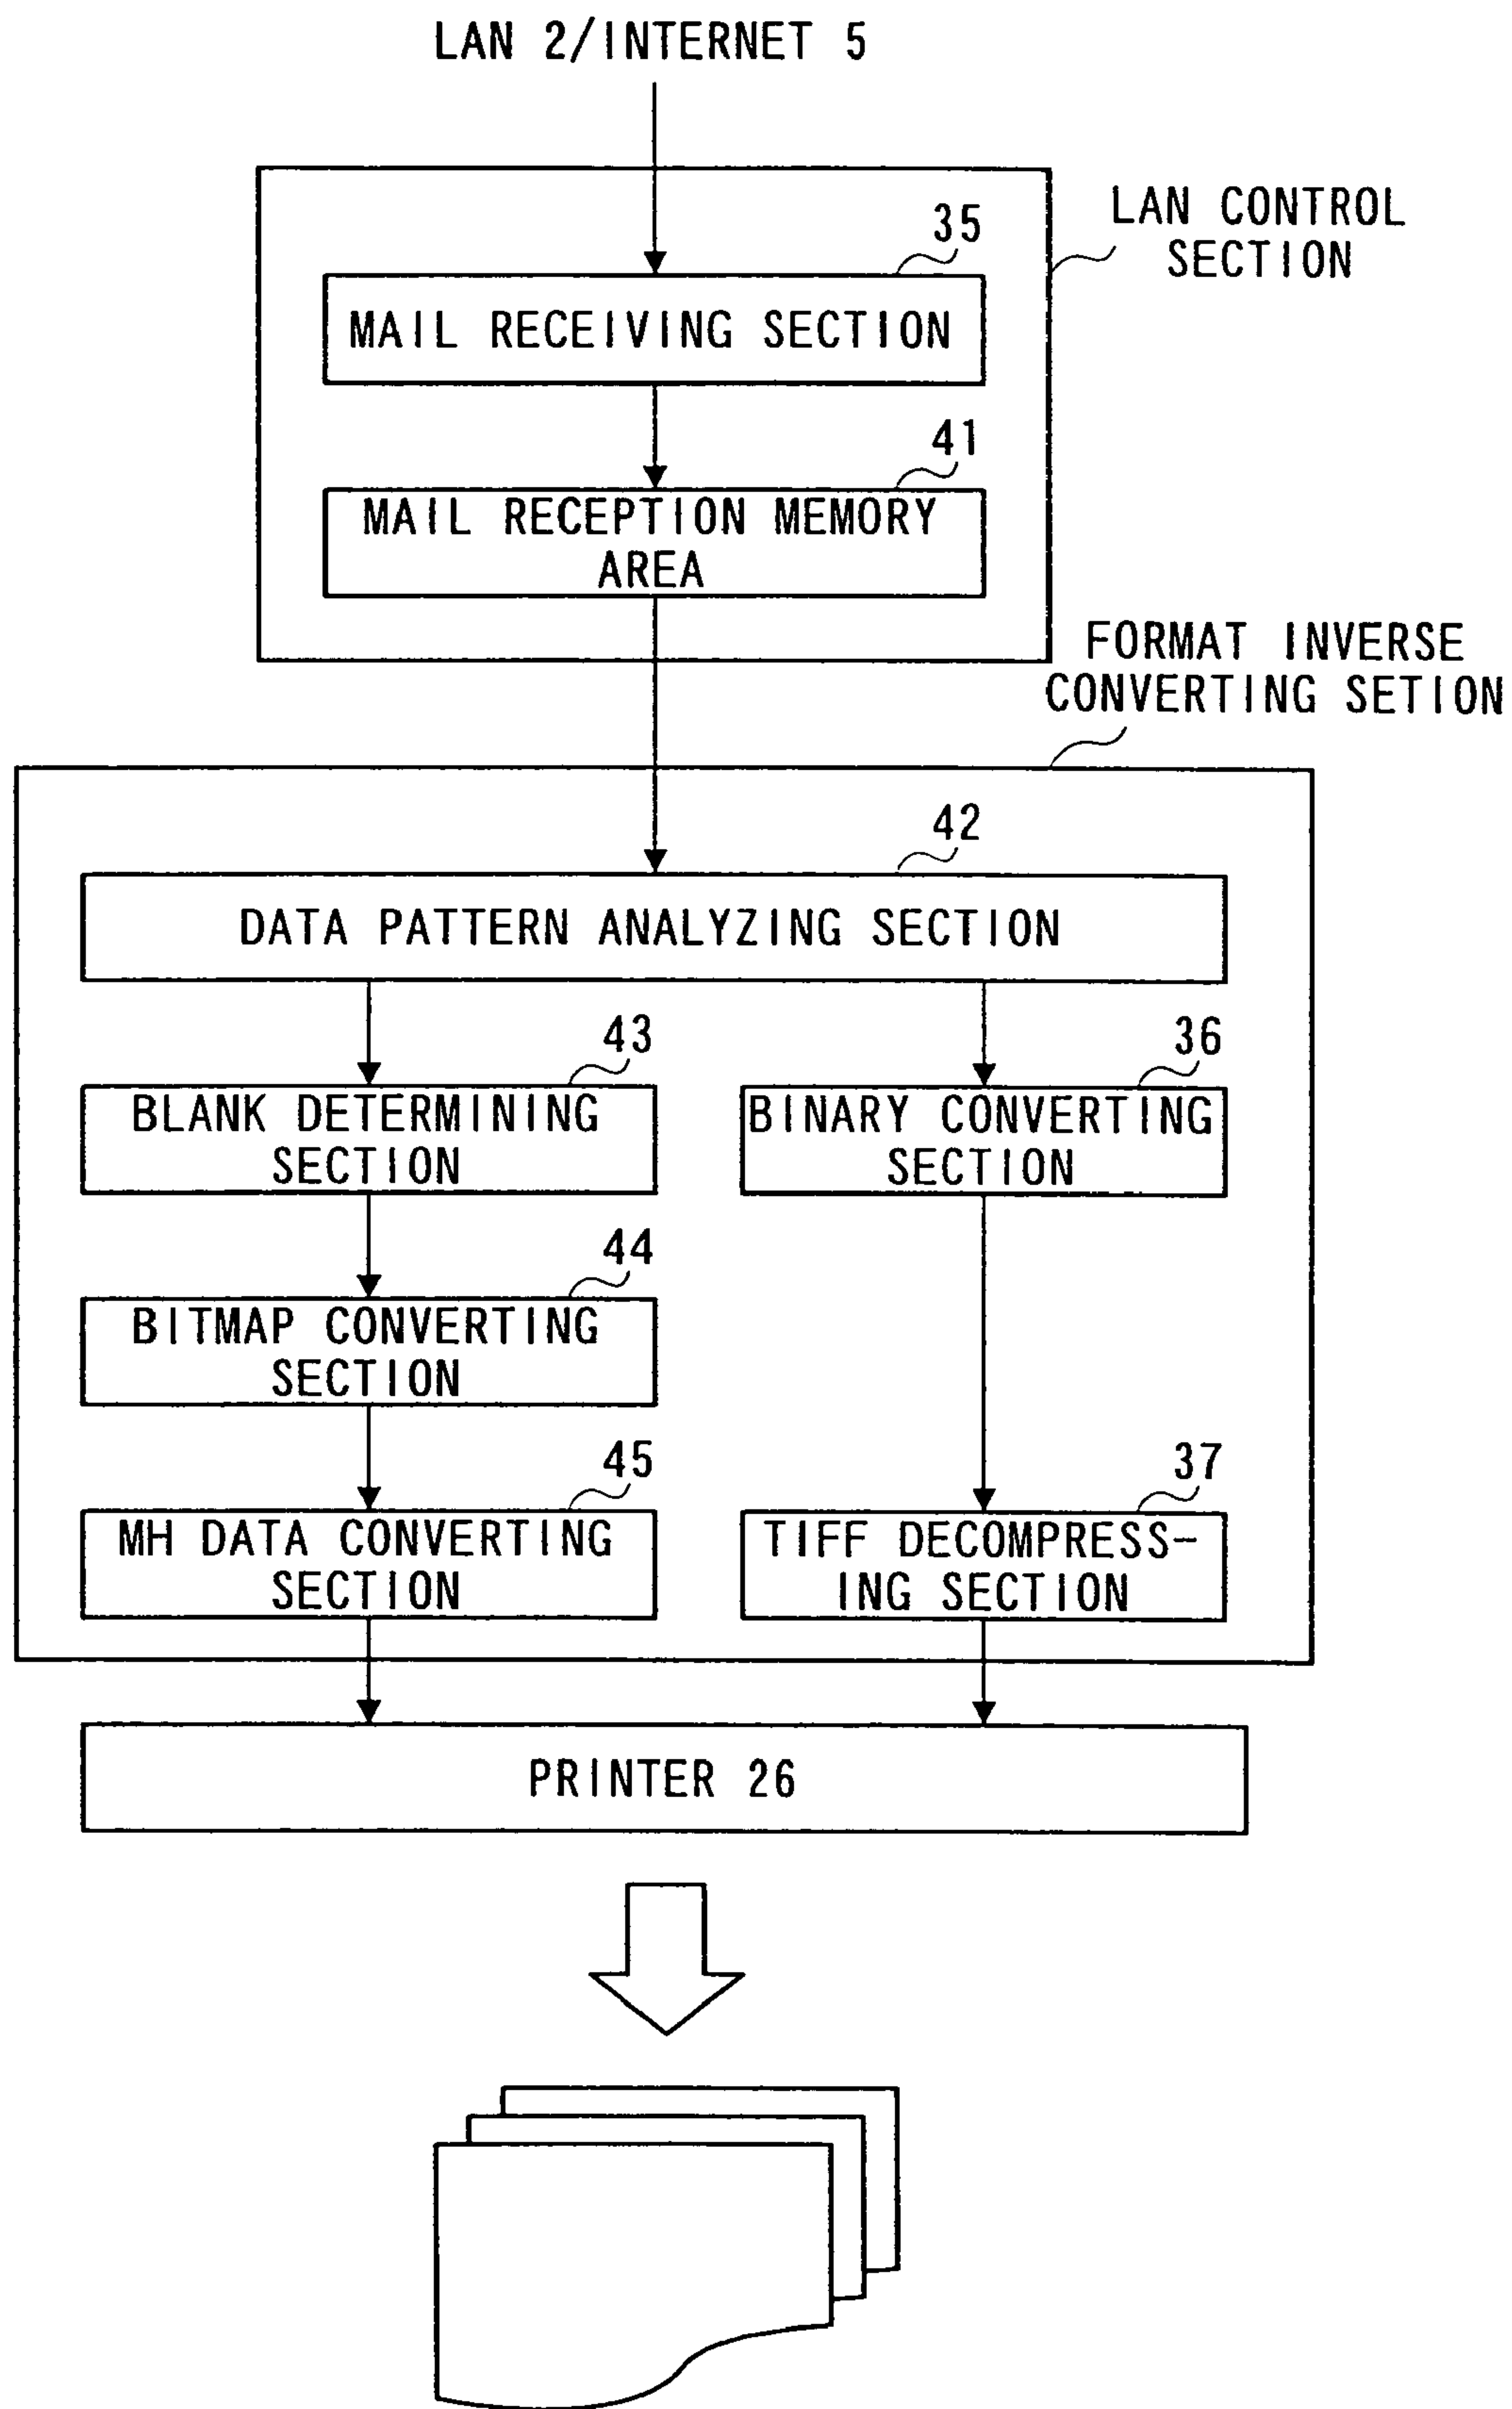 LAN 2/INTERNET 5
LAN CONTROL
SECTION
35
MAIL RECEIVING SECTION
41
MAIL RECEPTION MEMORY
AREA
FORMAT INVERSE
CONVERTING SETION
42
DATA PATTERN ANALYZING SECTION
43
BLANK DETERMINING
SECTION
36
BINARY CONVERTING
SECTION
44
BITMAP CONVERTING
SECTION
45
MH DATA CONVERTING
SECTION
37
TIFF DECOMPRESS-
ING SECTION
PRINTER 26